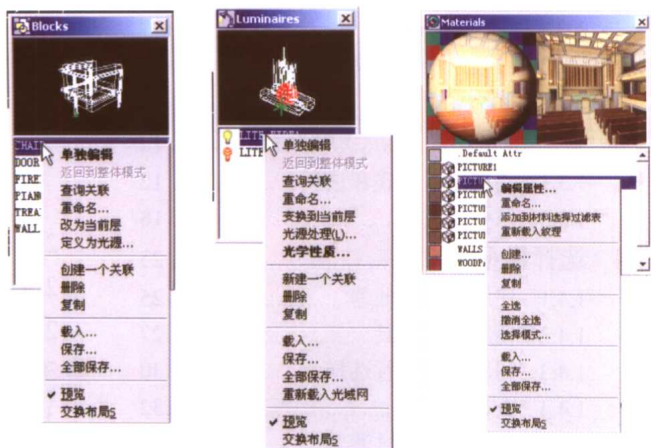 Blocks
CHAI
DOOR
FIRE
PIAN
TREA
WALL
单独编辑
返回到整体模式
查询关联
重命名...
改为当前层
定义为光源...
创建一个关联
删除
复制
载入...
保存...
全部保存...
预览
交换布局S
Luminaires
LITE
LITE
单独编辑
返回到整体模式
查询关联
重命名...
变换到当前层
光源处理(L)...
光学性质...
新建一个关联
删除
复制
载入...
保存...
全部保存...
重新载入光域网
预览
交换布局S
Materials
.Default Attr
PICTURE1
PICTU
PICTU
PICTU
PICTU
PICTU
WALLS
WOODP
编辑属性...
重命名...
添加到材料选择过滤表
重新载入纹理
创建...
删除
复制
全选
撤消全选
选择模式...
载入...
保存...
全部保存...
预览
交换布局S